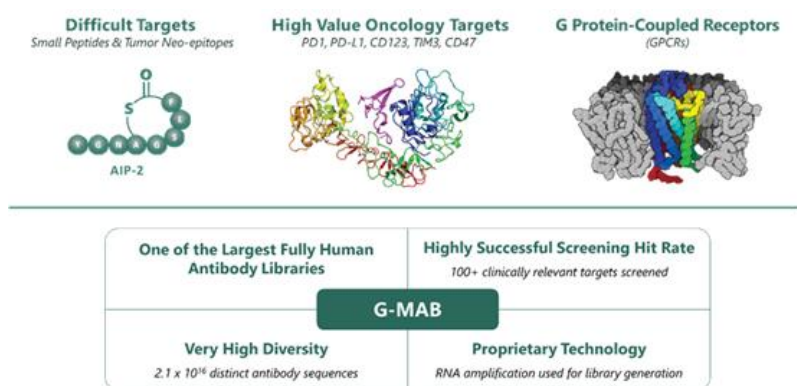 Difficult Targets
Small Peptides & Tumor Neo-epitopes
High Value Oncology Targets
PD1, PD-L1, CD123, TIM3, CD47
G Protein-Coupled Receptors
(GPCRs)
O
S
AIP-2
One of the Largest Fully Human
Antibody Libraries
Highly Successful Screening Hit Rate
100+ clinically relevant targets screened
G-MAB
Very High Diversity
2.1 x 10¹⁶ distinct antibody sequences
Proprietary Technology
RNA amplification used for library generation